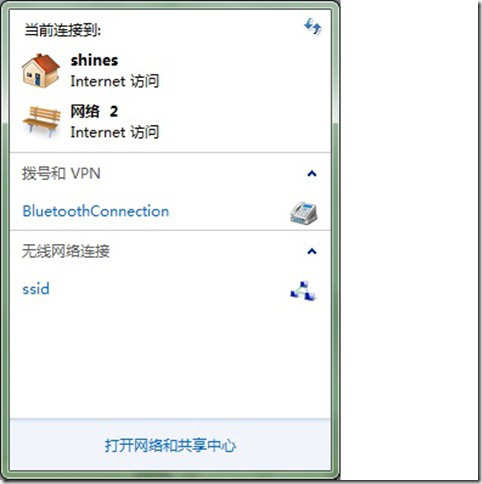 当前连接到:
shines
Internet 访问
网络 2
Internet 访问
拨号和 VPN
BluetoothConnection
无线网络连接
ssid
打开网络和共享中心